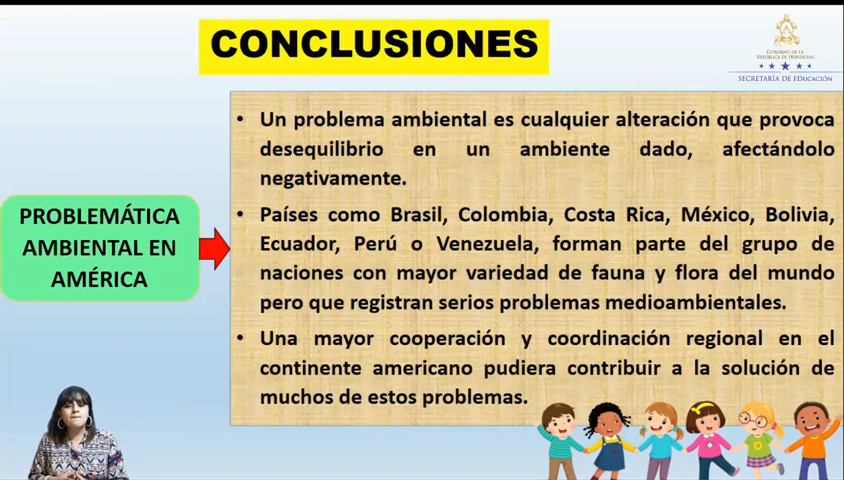 CONCLUSIONES
GOBIERNO DE LA
REPÚBLICA DE HONDURAS
SECRETARÍA DE EDUCACIÓN
PROBLEMÁTICA
AMBIENTAL EN
AMÉRICA
• Un problema ambiental es cualquier alteración que provoca
desequilibrio en un ambiente dado, afectándolo
negativamente.
• Países como Brasil, Colombia, Costa Rica, México, Bolivia,
Ecuador, Perú o Venezuela, forman parte del grupo de
naciones con mayor variedad de fauna y flora del mundo
pero que registran serios problemas medioambientales.
• Una mayor cooperación y coordinación regional en el
continente americano pudiera contribuir a la solución de
muchos de estos problemas.